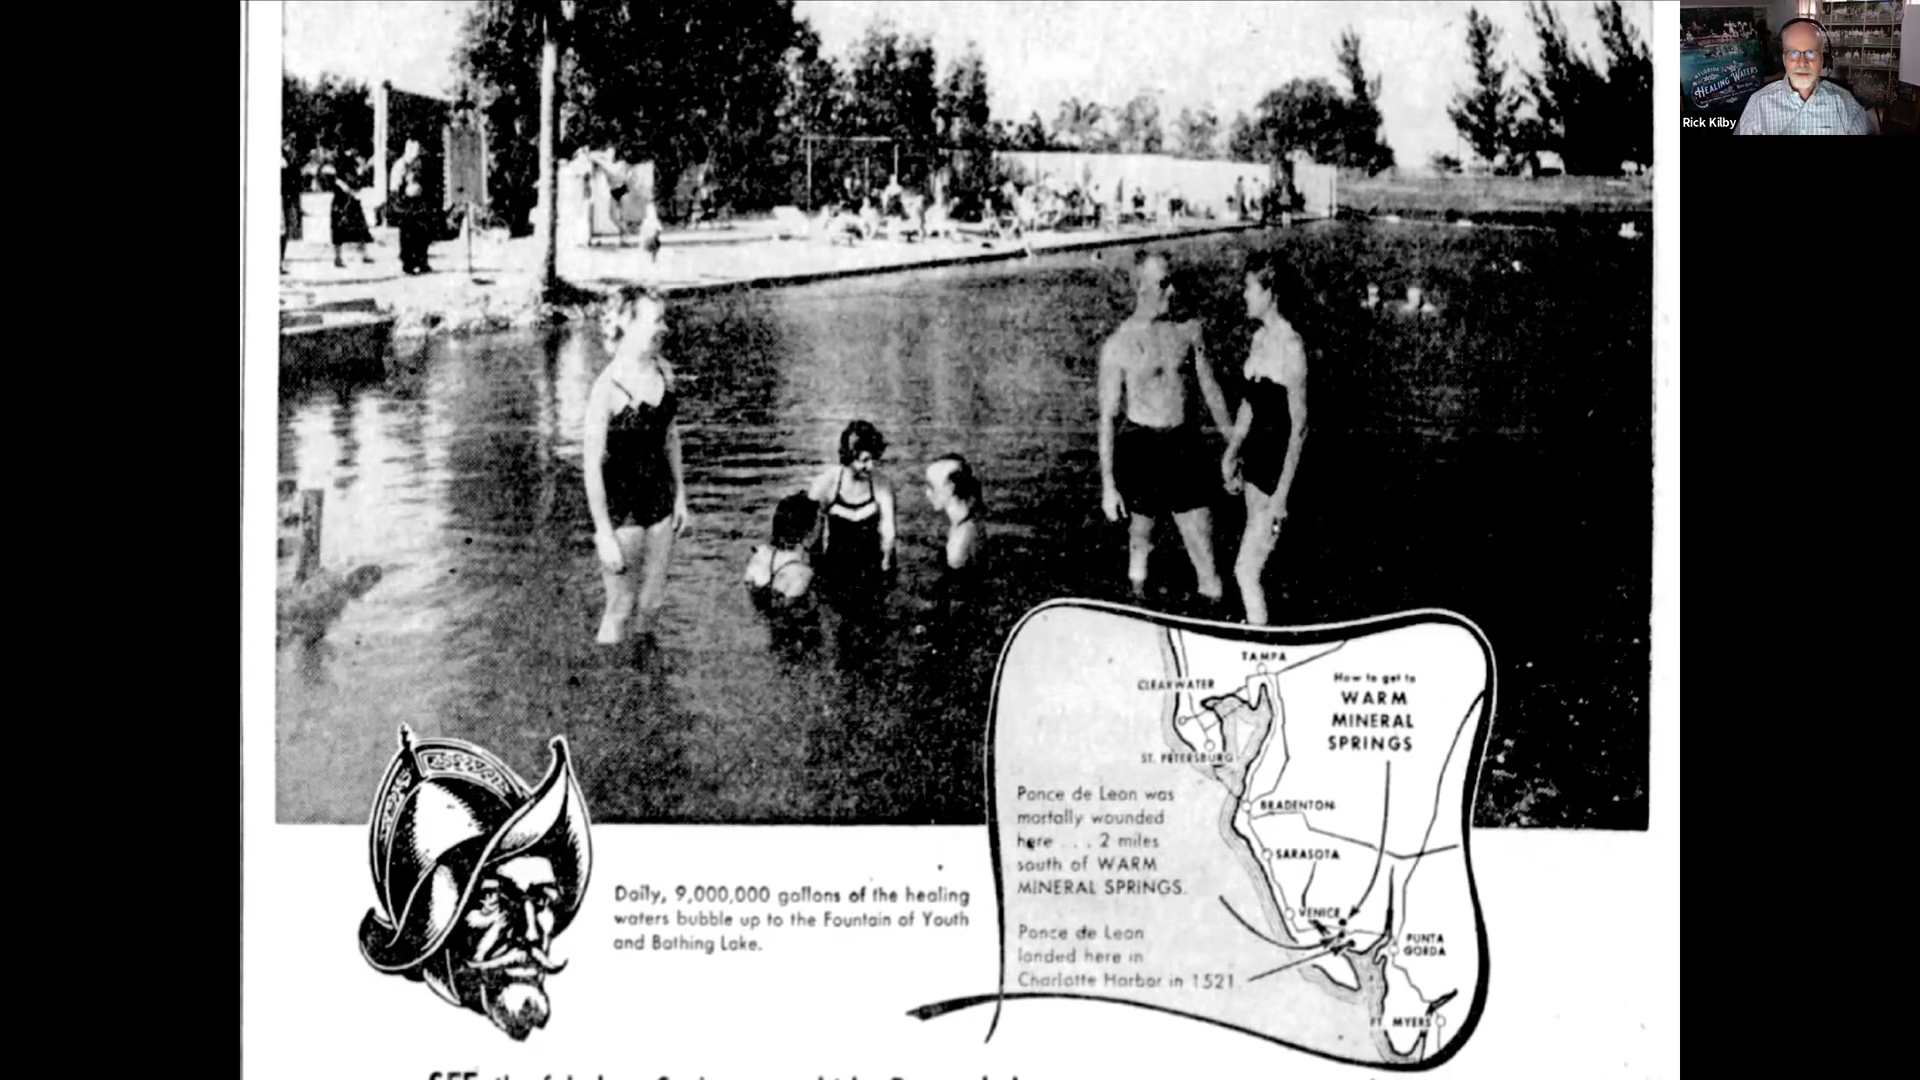 FLORIDA'S
HEALING WATERS
Rick Kilby
TAMPA
CLEARWATER
ST. PETERSBURG
How to get to
WARM
MINERAL
SPRINGS
BRADENTON
SARASOTA
VENICE
PUNTA
GORDA
FT MYERS
Ponce de Leon was
mortally wounded
here . . . 2 miles
south of WARM
MINERAL SPRINGS.
Ponce de Leon
landed here in
Charlotte Harbor in 1521
Daily, 9,000,000 gallons of the healing
waters bubble up to the Fountain of Youth
and Bathing Lake.
SEE